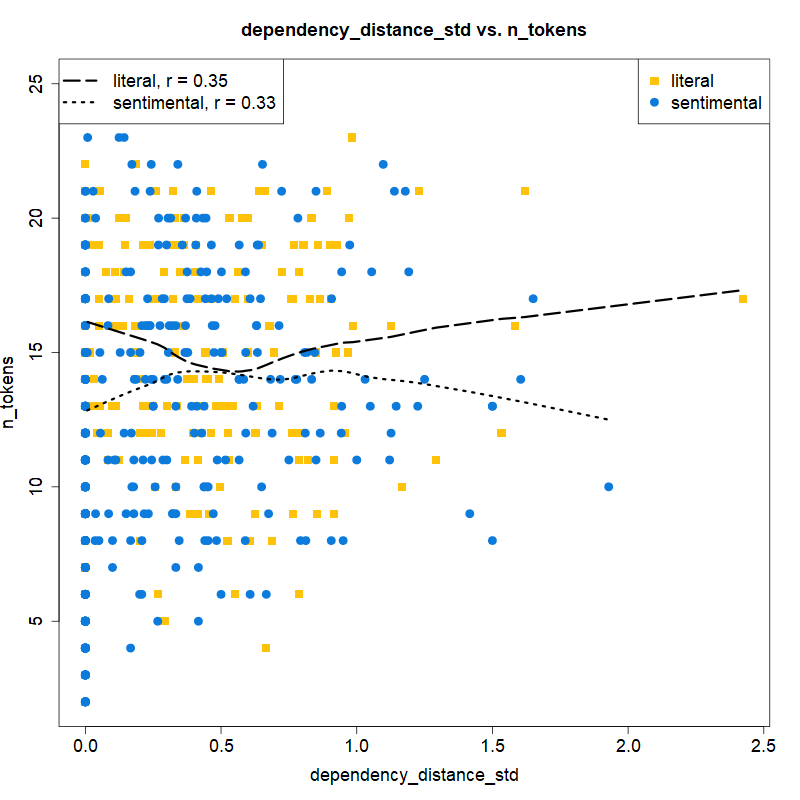 dependency_distance_std vs. n_tokens
literal, r = 0.35
sentimental, r = 0.33
literal
sentimental
25
20
15
10
5
n_tokens
0.0 0.5 1.0 1.5 2.0 2.5
dependency_distance_std